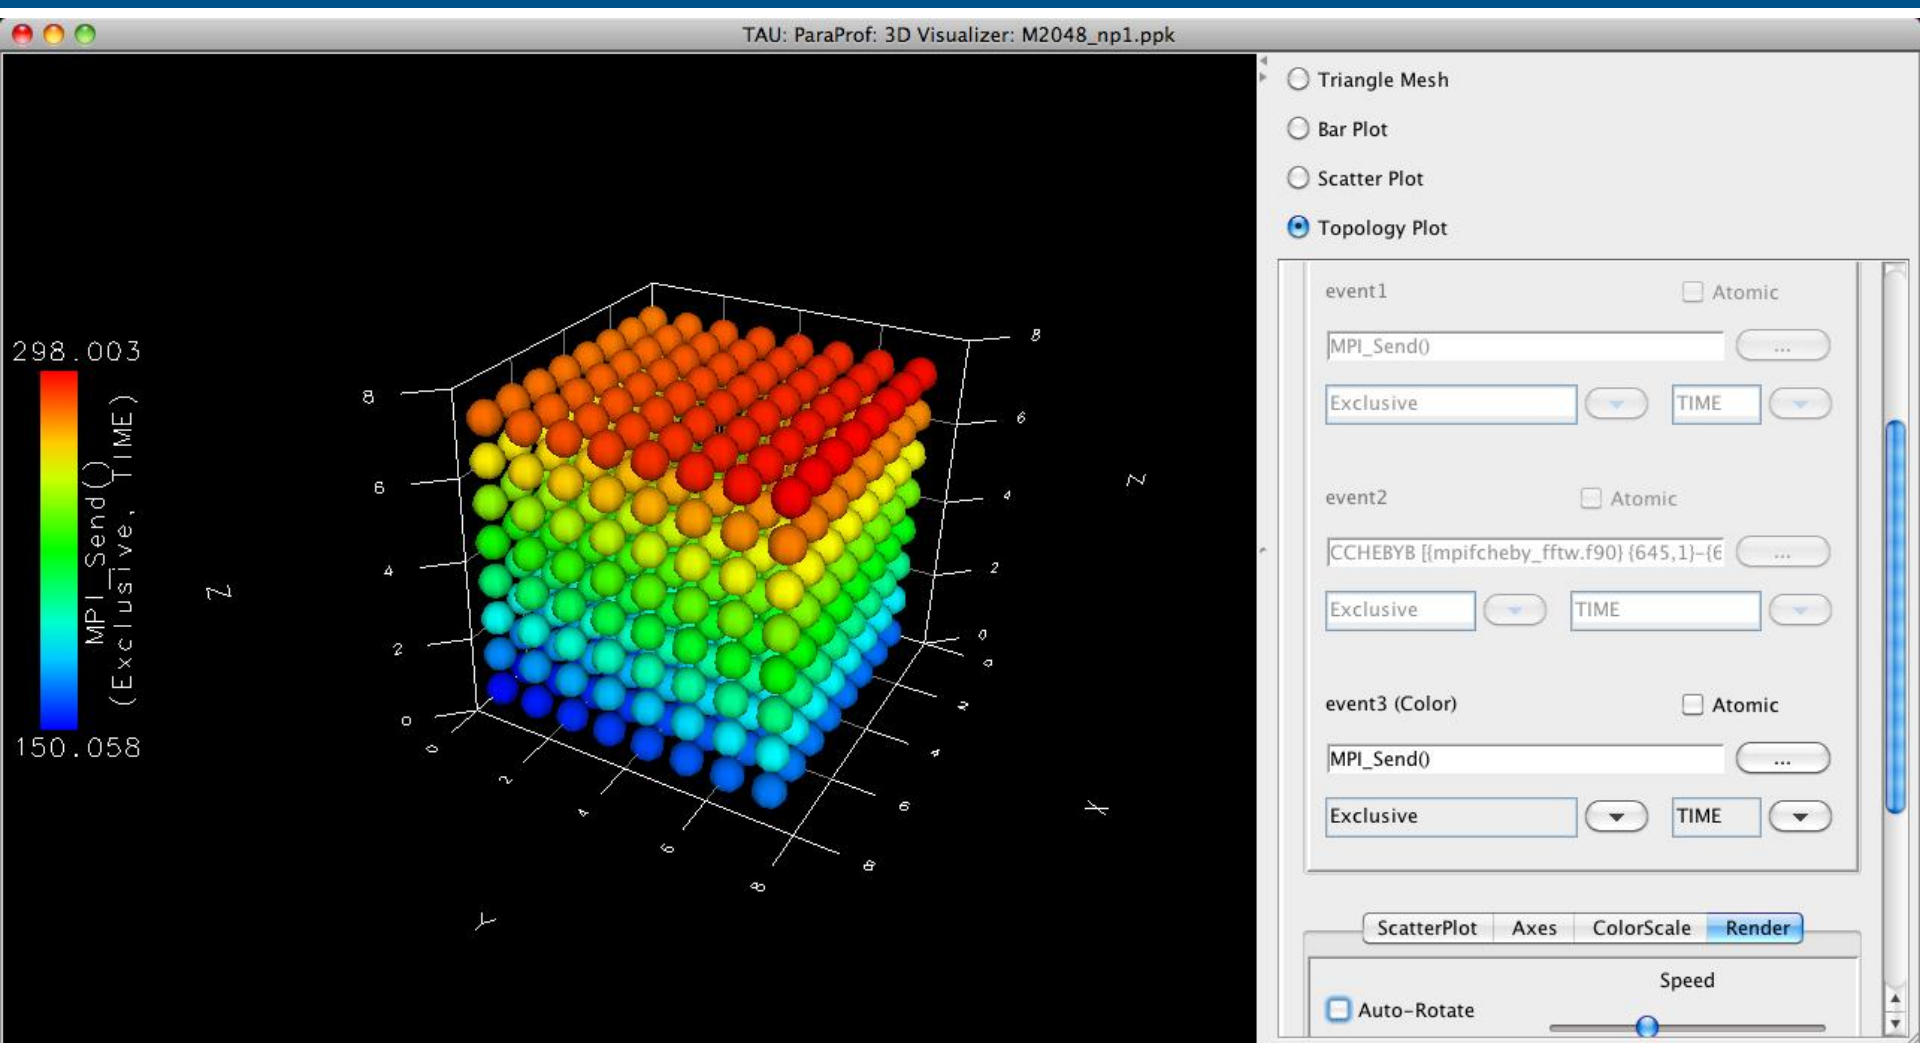 TAU: ParaProf: 3D Visualizer: M2048_np1.ppk
298.003
MPI_Send()
(Exclusive, TIME)
150.058
8
6
4
2
0
Z
0
2
4
6
8
Y
8
6
4
2
0
Z
0
2
4
6
8
X
Triangle Mesh
Bar Plot
Scatter Plot
Topology Plot
event1
Atomic
MPI_Send()
...
Exclusive
TIME
event2
Atomic
CCHEBYB [{mpifcheby_fftw.f90} {645,1}-{6
...
Exclusive
TIME
event3 (Color)
Atomic
MPI_Send()
...
Exclusive
TIME
ScatterPlot
Axes
ColorScale
Render
Speed
Auto-Rotate